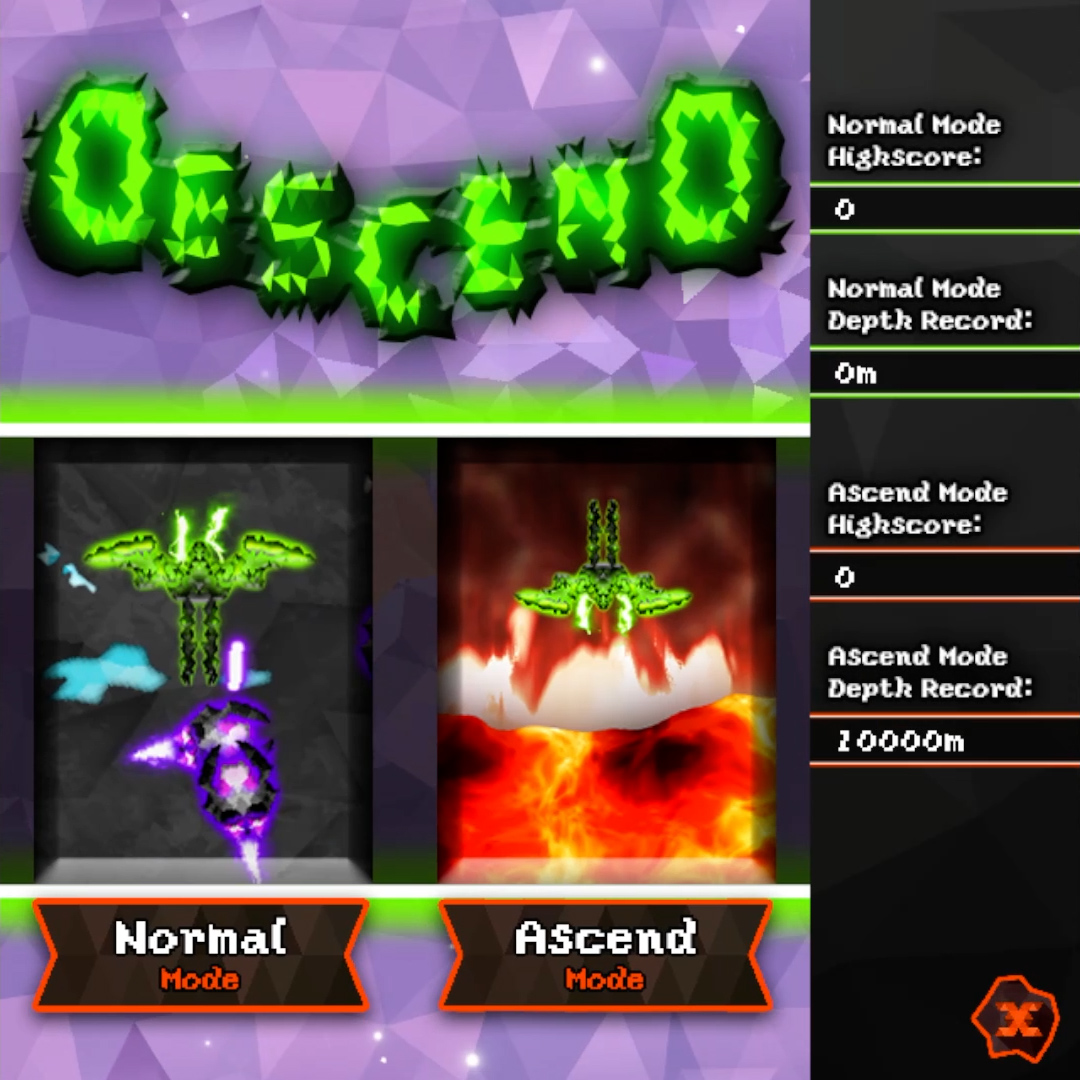 DESCEND
Normal Mode
Highscore:
0
Normal Mode
Depth Record:
0m
Ascend Mode
Highscore:
0
Ascend Mode
Depth Record:
10000m
Normal
Mode
Ascend
Mode
X